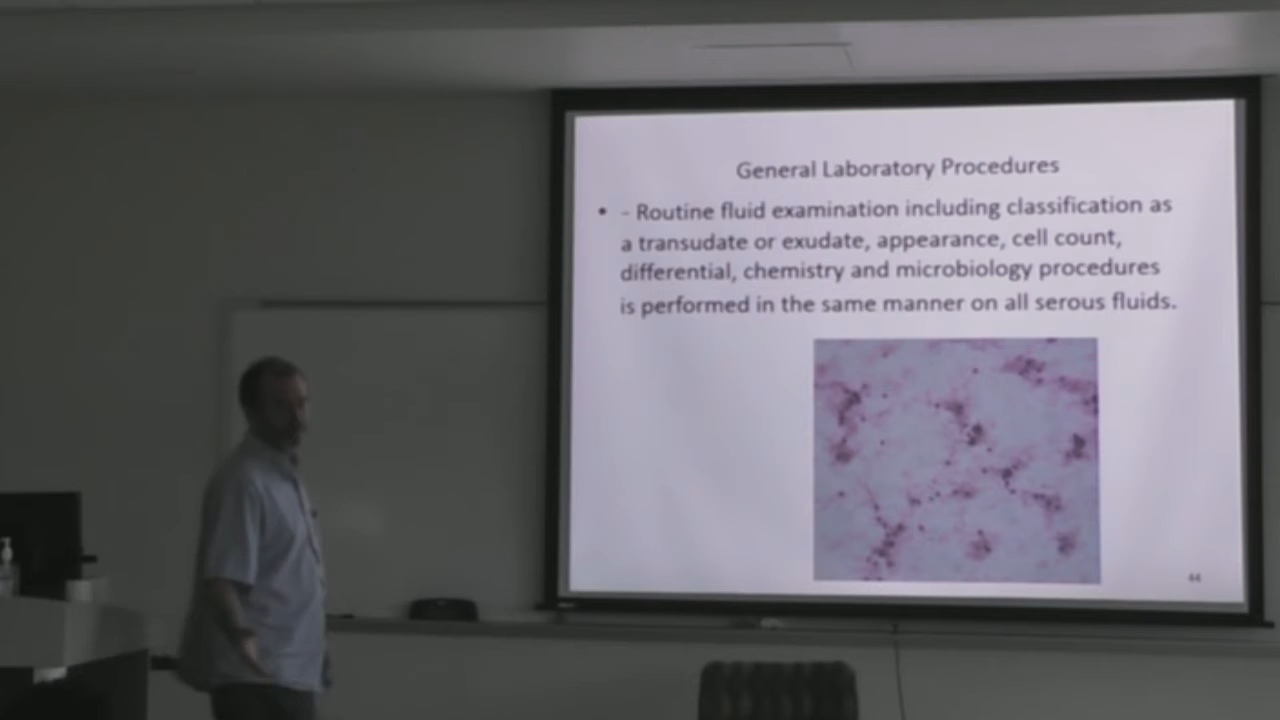 General Laboratory Procedures
• - Routine fluid examination including classification as
a transudate or exudate, appearance, cell count,
differential, chemistry and microbiology procedures
is performed in the same manner on all serous fluids.
44